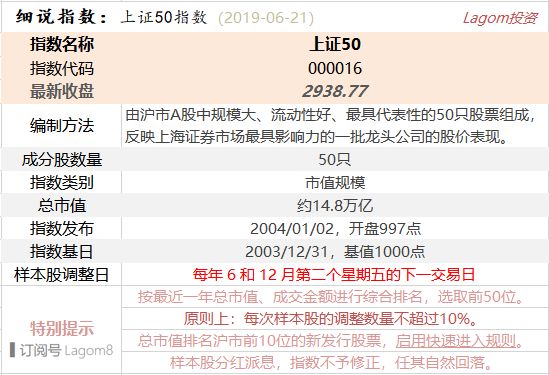 细说指数：上证50指数 (2019-06-21) Lagom投资
指数名称 上证50
指数代码 000016
最新收盘 2938.77
编制方法 由沪市A股中规模大、流动性好、最具代表性的50只股票组成，
反映上海证券市场最具影响力的一批龙头公司的股价表现。
成分股数量 50只
指数类别 市值规模
总市值 约14.8万亿
指数发布 2004/01/02，开盘997点
指数基日 2003/12/31，基值1000点
样本股调整日 每年 6 和 12 月第二个星期五的下一交易日
特别提示
订阅号 Lagom8
按最近一年总市值、成交金额进行综合排名，选取前50位。
原则上：每次样本股的调整数量不超过10%。
总市值排名沪市前10位的新发行股票，启用快速进入规则。
样本股分红派息，指数不予修正，任其自然回落。